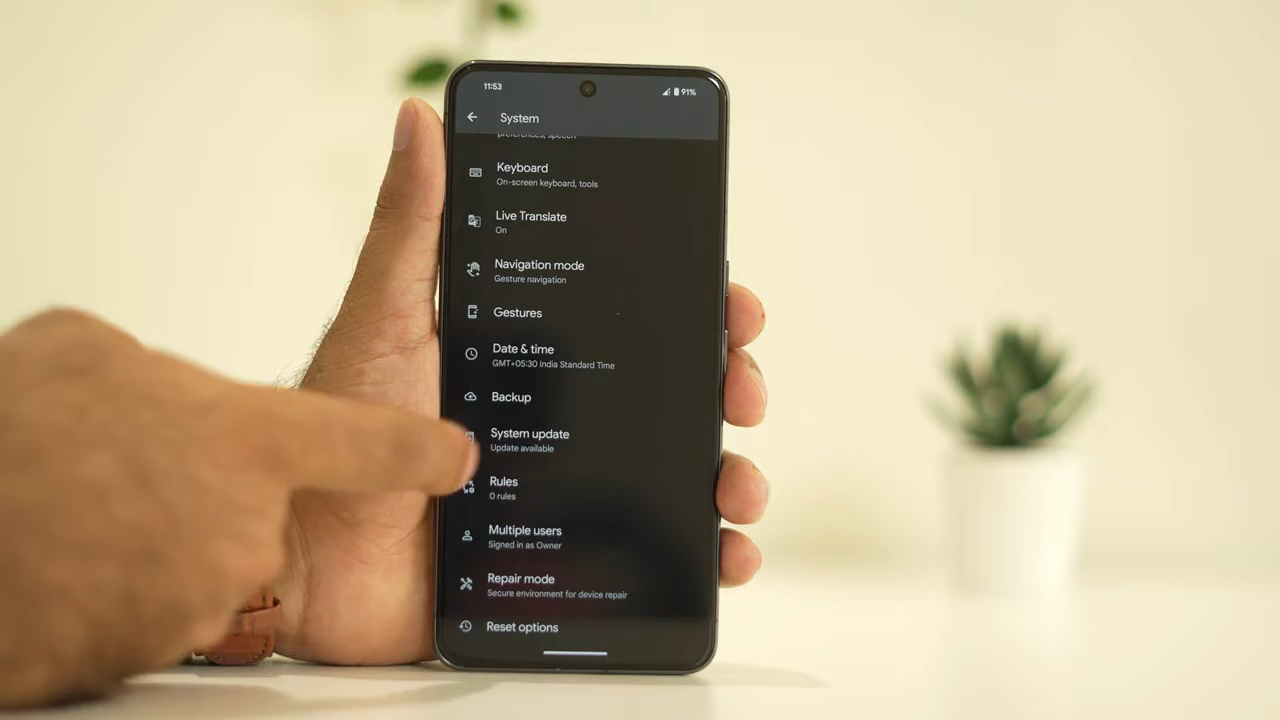 11:53
91%
System
preferences, speech
Keyboard
On-screen keyboard, tools
Live Translate
On
Navigation mode
Gesture navigation
Gestures
Date & time
GMT+05:30 India Standard Time
Backup
System update
Update available
Rules
0 rules
Multiple users
Signed in as Owner
Repair mode
Secure environment for device repair
Reset options